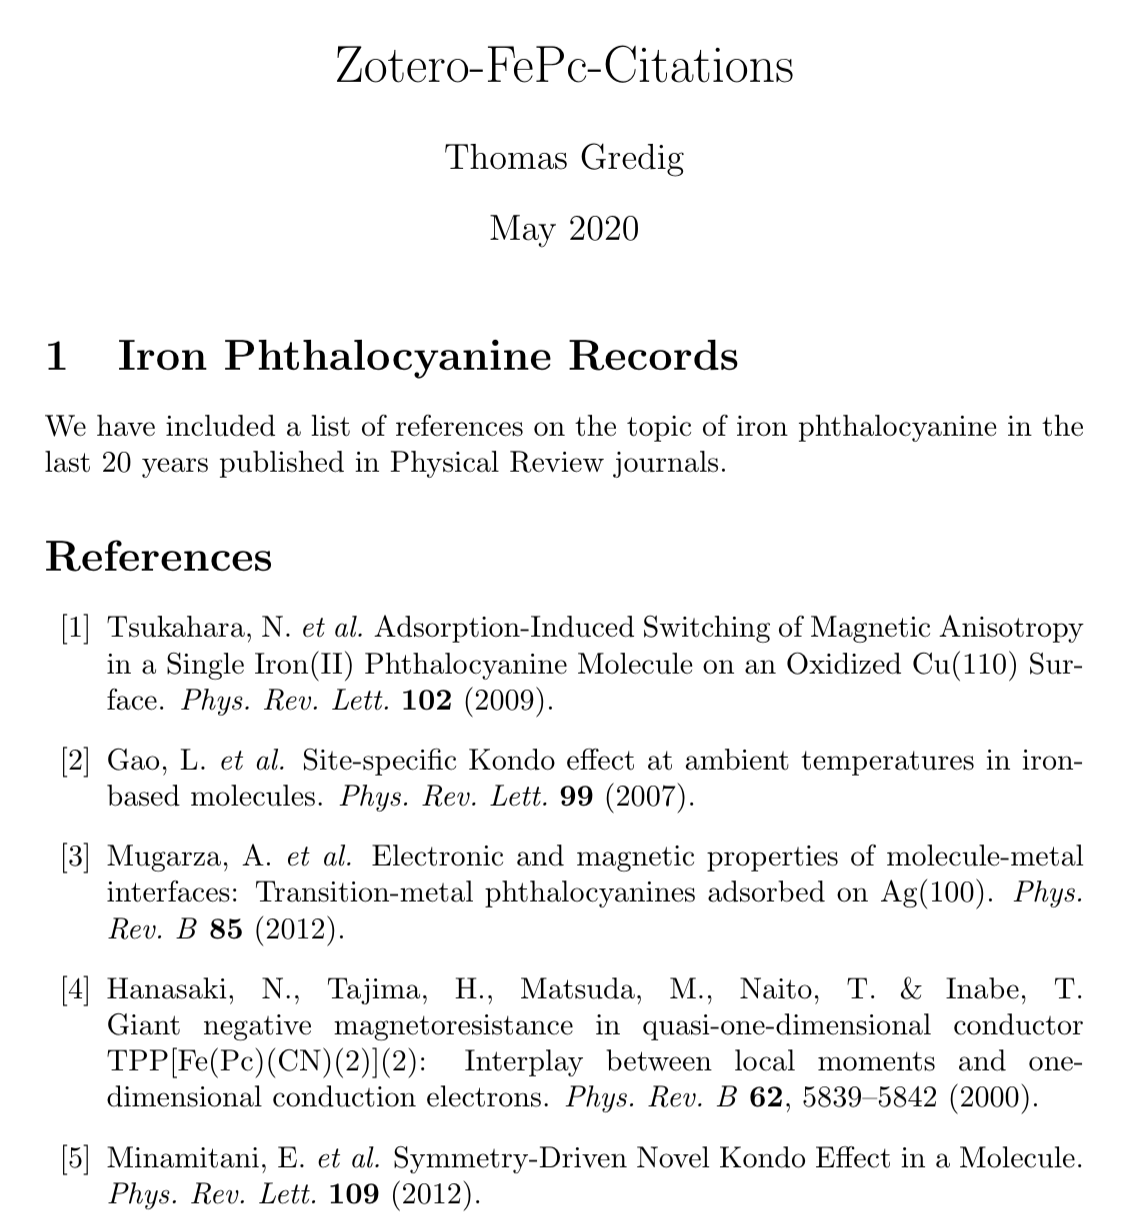 Zotero-FePc-Citations
Thomas Gredig
May 2020
1 Iron Phthalocyanine Records
We have included a list of references on the topic of iron phthalocyanine in the
last 20 years published in Physical Review journals.
References
[1] Tsukahara, N. et al. Adsorption-Induced Switching of Magnetic Anisotropy
in a Single Iron(II) Phthalocyanine Molecule on an Oxidized Cu(110) Sur-
face. Phys. Rev. Lett. 102 (2009).
[2] Gao, L. et al. Site-specific Kondo effect at ambient temperatures in iron-
based molecules. Phys. Rev. Lett. 99 (2007).
[3] Mugarza, A. et al. Electronic and magnetic properties of molecule-metal
interfaces: Transition-metal phthalocyanines adsorbed on Ag(100). Phys.
Rev. B 85 (2012).
[4] Hanasaki, N., Tajima, H., Matsuda, M., Naito, T. & Inabe, T.
Giant negative magnetoresistance in quasi-one-dimensional conductor
TPP[Fe(Pc)(CN)(2)](2): Interplay between local moments and one-
dimensional conduction electrons. Phys. Rev. B 62, 5839–5842 (2000).
[5] Minamitani, E. et al. Symmetry-Driven Novel Kondo Effect in a Molecule.
Phys. Rev. Lett. 109 (2012).